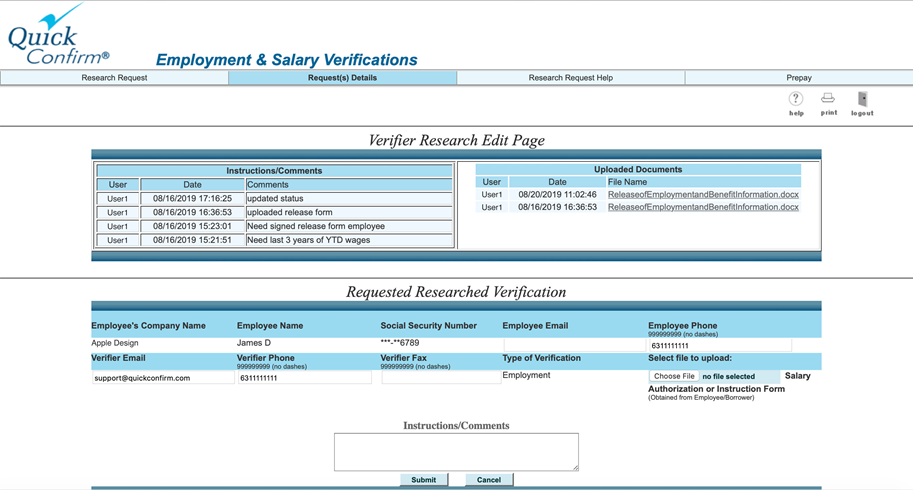 Quick
Confirm®
Employment & Salary Verifications
Research Request Request(s) Details Research Request Help Prepay
? help print logout
Verifier Research Edit Page
Instructions/Comments
User Date Comments
User1 08/16/2019 17:16:25 updated status
User1 08/16/2019 16:36:53 uploaded release form
User1 08/16/2019 15:23:01 Need signed release form employee
User1 08/16/2019 15:21:51 Need last 3 years of YTD wages
Uploaded Documents
User Date File Name
User1 08/20/2019 11:02:46 ReleaseofEmploymentandBenefitInformation.docx
User1 08/16/2019 16:36:53 ReleaseofEmploymentandBenefitInformation.docx
Requested Researched Verification
Employee's Company Name Employee Name Social Security Number Employee Email Employee Phone
999999999 (no dashes)
Apple Design James D ***-**6789 6311111111
Verifier Email Verifier Phone Verifier Fax Type of Verification Select file to upload:
999999999 (no dashes) 999999999 (no dashes)
support@quickconfirm.com 6311111111 Employment Choose File no file selected Salary
Authorization or Instruction Form
(Obtained from Employee/Borrower)
Instructions/Comments
Submit Cancel